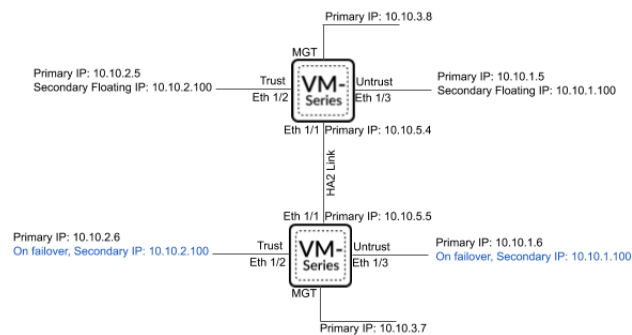 Primary IP: 10.10.3.8
MGT
Primary IP: 10.10.2.5
Secondary Floating IP: 10.10.2.100
Trust
Eth 1/2
VM-
Series
Untrust
Eth 1/3
Primary IP: 10.10.1.5
Secondary Floating IP: 10.10.1.100
Eth 1/1
Primary IP: 10.10.5.4
HA2 Link
Eth 1/1
Primary IP: 10.10.5.5
Primary IP: 10.10.2.6
On failover, Secondary IP: 10.10.2.100
Trust
Eth 1/2
VM-
Series
Untrust
Eth 1/3
Primary IP: 10.10.1.6
On failover, Secondary IP: 10.10.1.100
MGT
Primary IP: 10.10.3.7